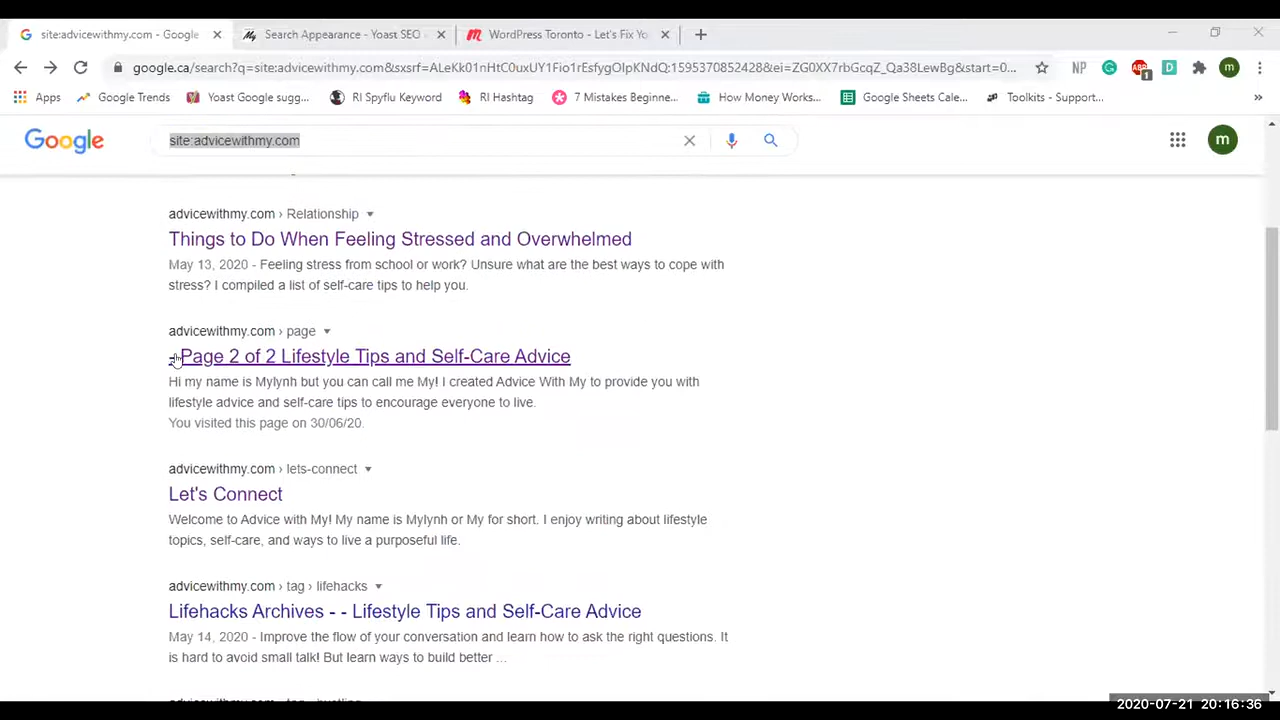 site:advicewithmy.com - Google
Search Appearance - Yoast SEO
WordPress Toronto - Let's Fix Yo
google.ca/search?q=site:advicewithmy.com&sxsrf=ALeKk01nHtC0uxUY1Fio1rEsfygOlpKNdQ:1595370852428&ei=ZG0XX7rbGcqZ_Qa38LewBg&start=0...
NP
ABP
1
D
m
Apps
Google Trends
Yoast Google sugg...
RI Spyflu Keyword
RI Hashtag
7 Mistakes Beginne...
How Money Works...
Google Sheets Cale...
Toolkits - Support...
»
Google
site:advicewithmy.com
m
advicewithmy.com › Relationship
Things to Do When Feeling Stressed and Overwhelmed
May 13, 2020 - Feeling stress from school or work? Unsure what are the best ways to cope with
stress? I compiled a list of self-care tips to help you.
advicewithmy.com › page
- Page 2 of 2 Lifestyle Tips and Self-Care Advice
Hi my name is Mylynh but you can call me My! I created Advice With My to provide you with
lifestyle advice and self-care tips to encourage everyone to live.
You visited this page on 30/06/20.
advicewithmy.com › lets-connect
Let's Connect
Welcome to Advice with My! My name is Mylynh or My for short. I enjoy writing about lifestyle
topics, self-care, and ways to live a purposeful life.
advicewithmy.com › tag › lifehacks
Lifehacks Archives - - Lifestyle Tips and Self-Care Advice
May 14, 2020 - Improve the flow of your conversation and learn how to ask the right questions. It
is hard to avoid small talk! But learn ways to build better ...
2020-07-21 20:16:36